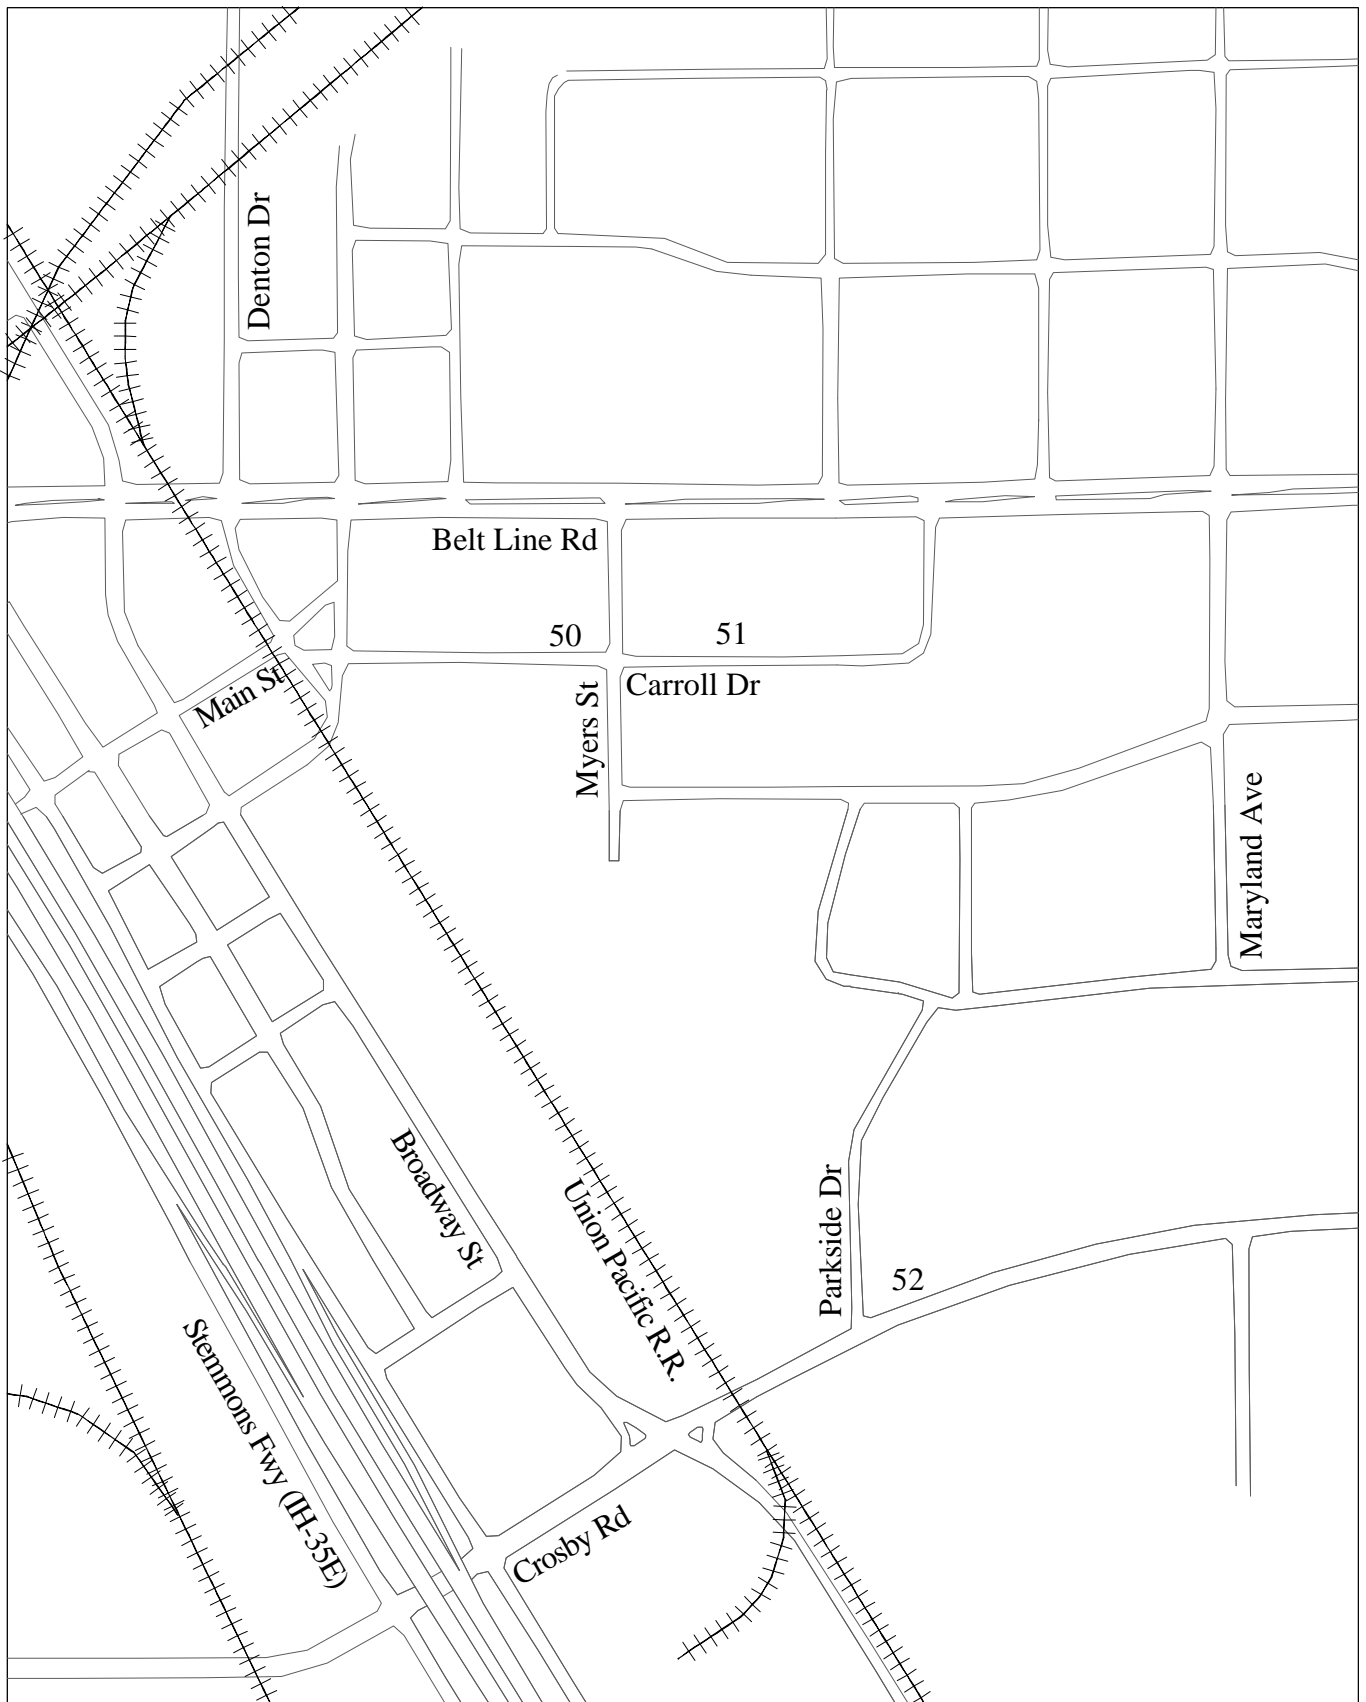 Denton Dr
Belt Line Rd
50
51
Main St
Myers St
Carroll Dr
Maryland Ave
Broadway St
Union Pacific R.R.
Parkside Dr
52
Stemmons Fwy (IH-35E)
Crosby Rd